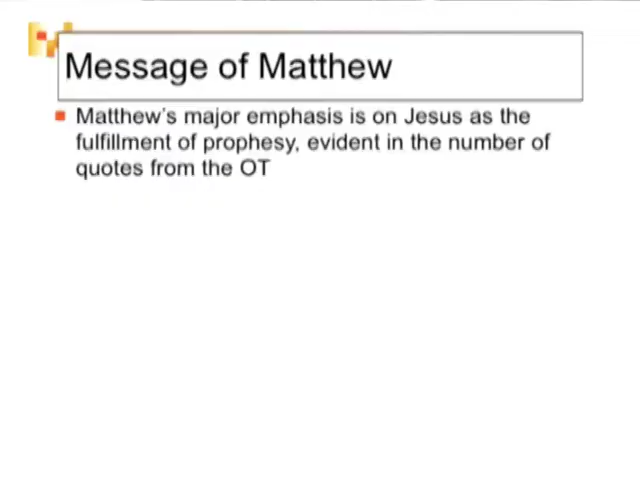 Message of Matthew
Matthew's major emphasis is on Jesus as the
fulfillment of prophesy, evident in the number of
quotes from the OT